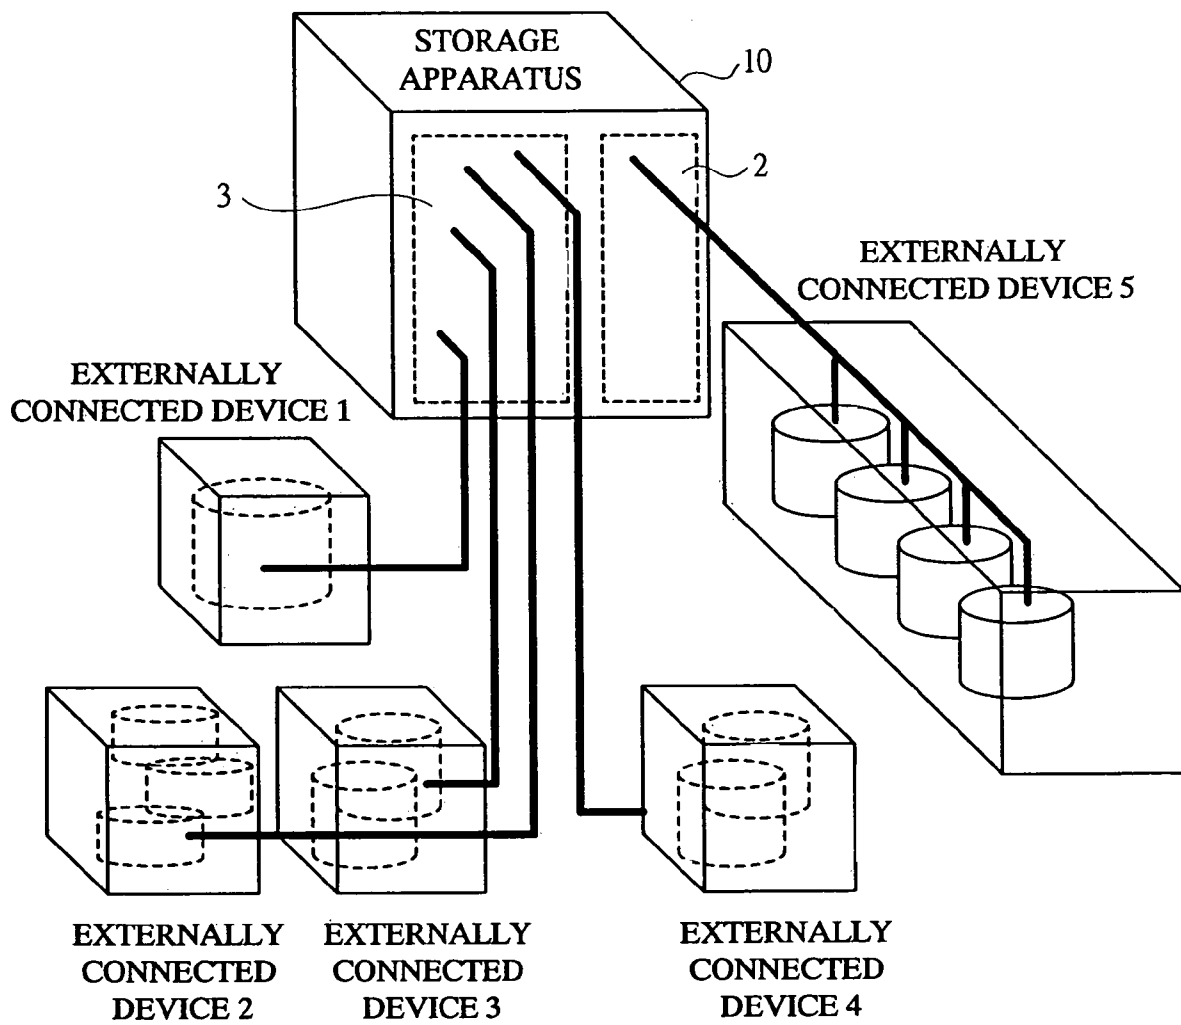 STORAGE
APPARATUS
10
2
3
EXTERNALLY
CONNECTED DEVICE 5
EXTERNALLY
CONNECTED DEVICE 1
EXTERNALLY
CONNECTED
DEVICE 2
EXTERNALLY
CONNECTED
DEVICE 3
EXTERNALLY
CONNECTED
DEVICE 4